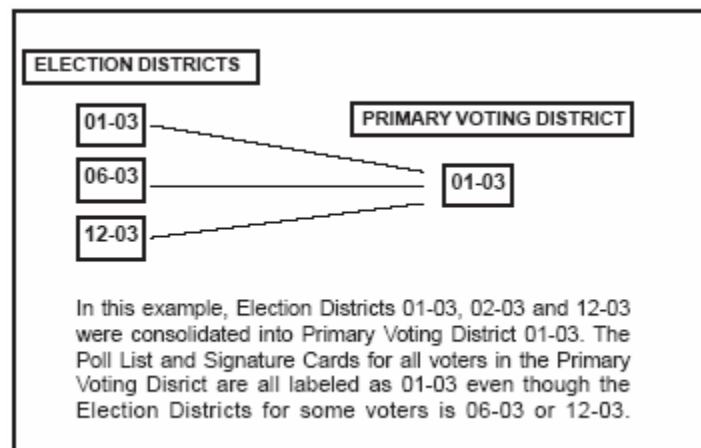 ELECTION DISTRICTS
01-03
PRIMARY VOTING DISTRICT
06-03
01-03
12-03
In this example, Election Districts 01-03, 02-03 and 12-03
were consolidated into Primary Voting District 01-03. The
Poll List and Signature Cards for all voters in the Primary
Voting Disrict are all labeled as 01-03 even though the
Election Districts for some voters is 06-03 or 12-03.